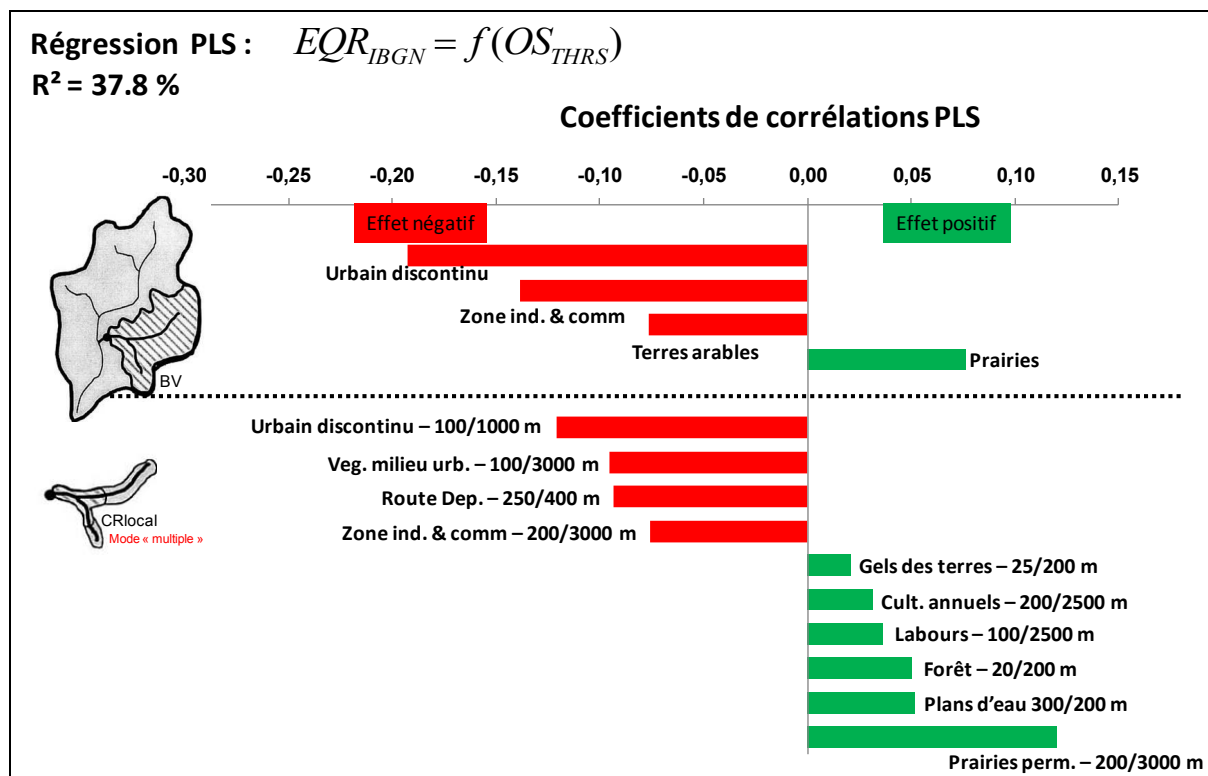 Régression PLS : EQR_IBGN = f(OS_THRS)
R² = 37.8 %
Coefficients de corrélations PLS
-0,30 -0,25 -0,20 -0,15 -0,10 -0,05 0,00 0,05 0,10 0,15
Effet négatif Effet positif
Urbain discontinu
Zone ind. & comm
Terres arables
Prairies
BV
Urbain discontinu – 100/1000 m
Veg. milieu urb. – 100/3000 m
Route Dep. – 250/400 m
CRlocal
Zone ind. & comm – 200/3000 m
Mode « multiple »
Gels des terres – 25/200 m
Cult. annuels – 200/2500 m
Labours – 100/2500 m
Forêt – 20/200 m
Plans d’eau 300/200 m
Prairies perm. – 200/3000 m